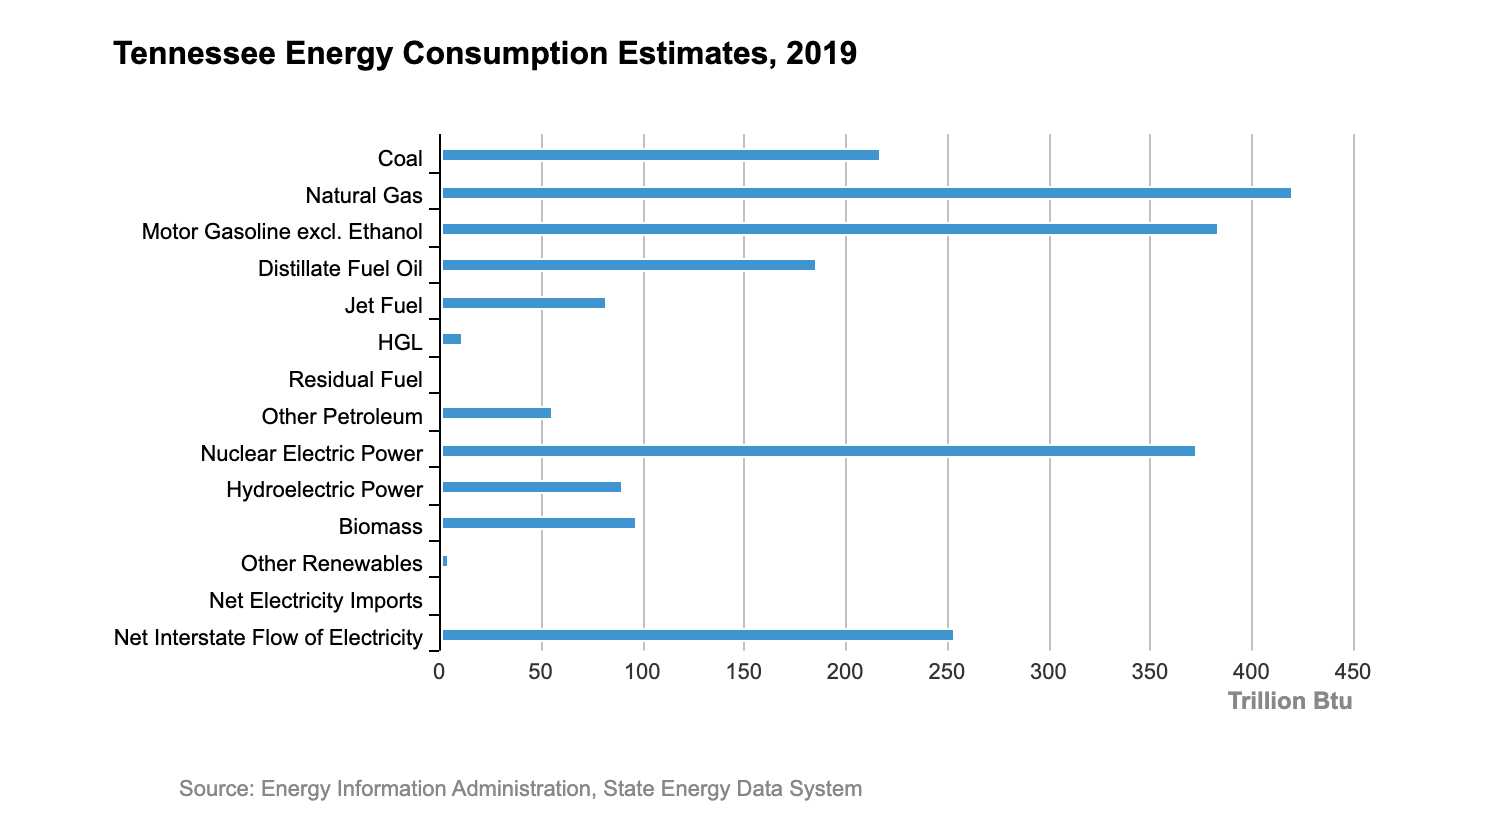 Tennessee Energy Consumption Estimates, 2019
Coal
Natural Gas
Motor Gasoline excl. Ethanol
Distillate Fuel Oil
Jet Fuel
HGL
Residual Fuel
Other Petroleum
Nuclear Electric Power
Hydroelectric Power
Biomass
Other Renewables
Net Electricity Imports
Net Interstate Flow of Electricity
0 50 100 150 200 250 300 350 400 450
Trillion Btu
Source: Energy Information Administration, State Energy Data System